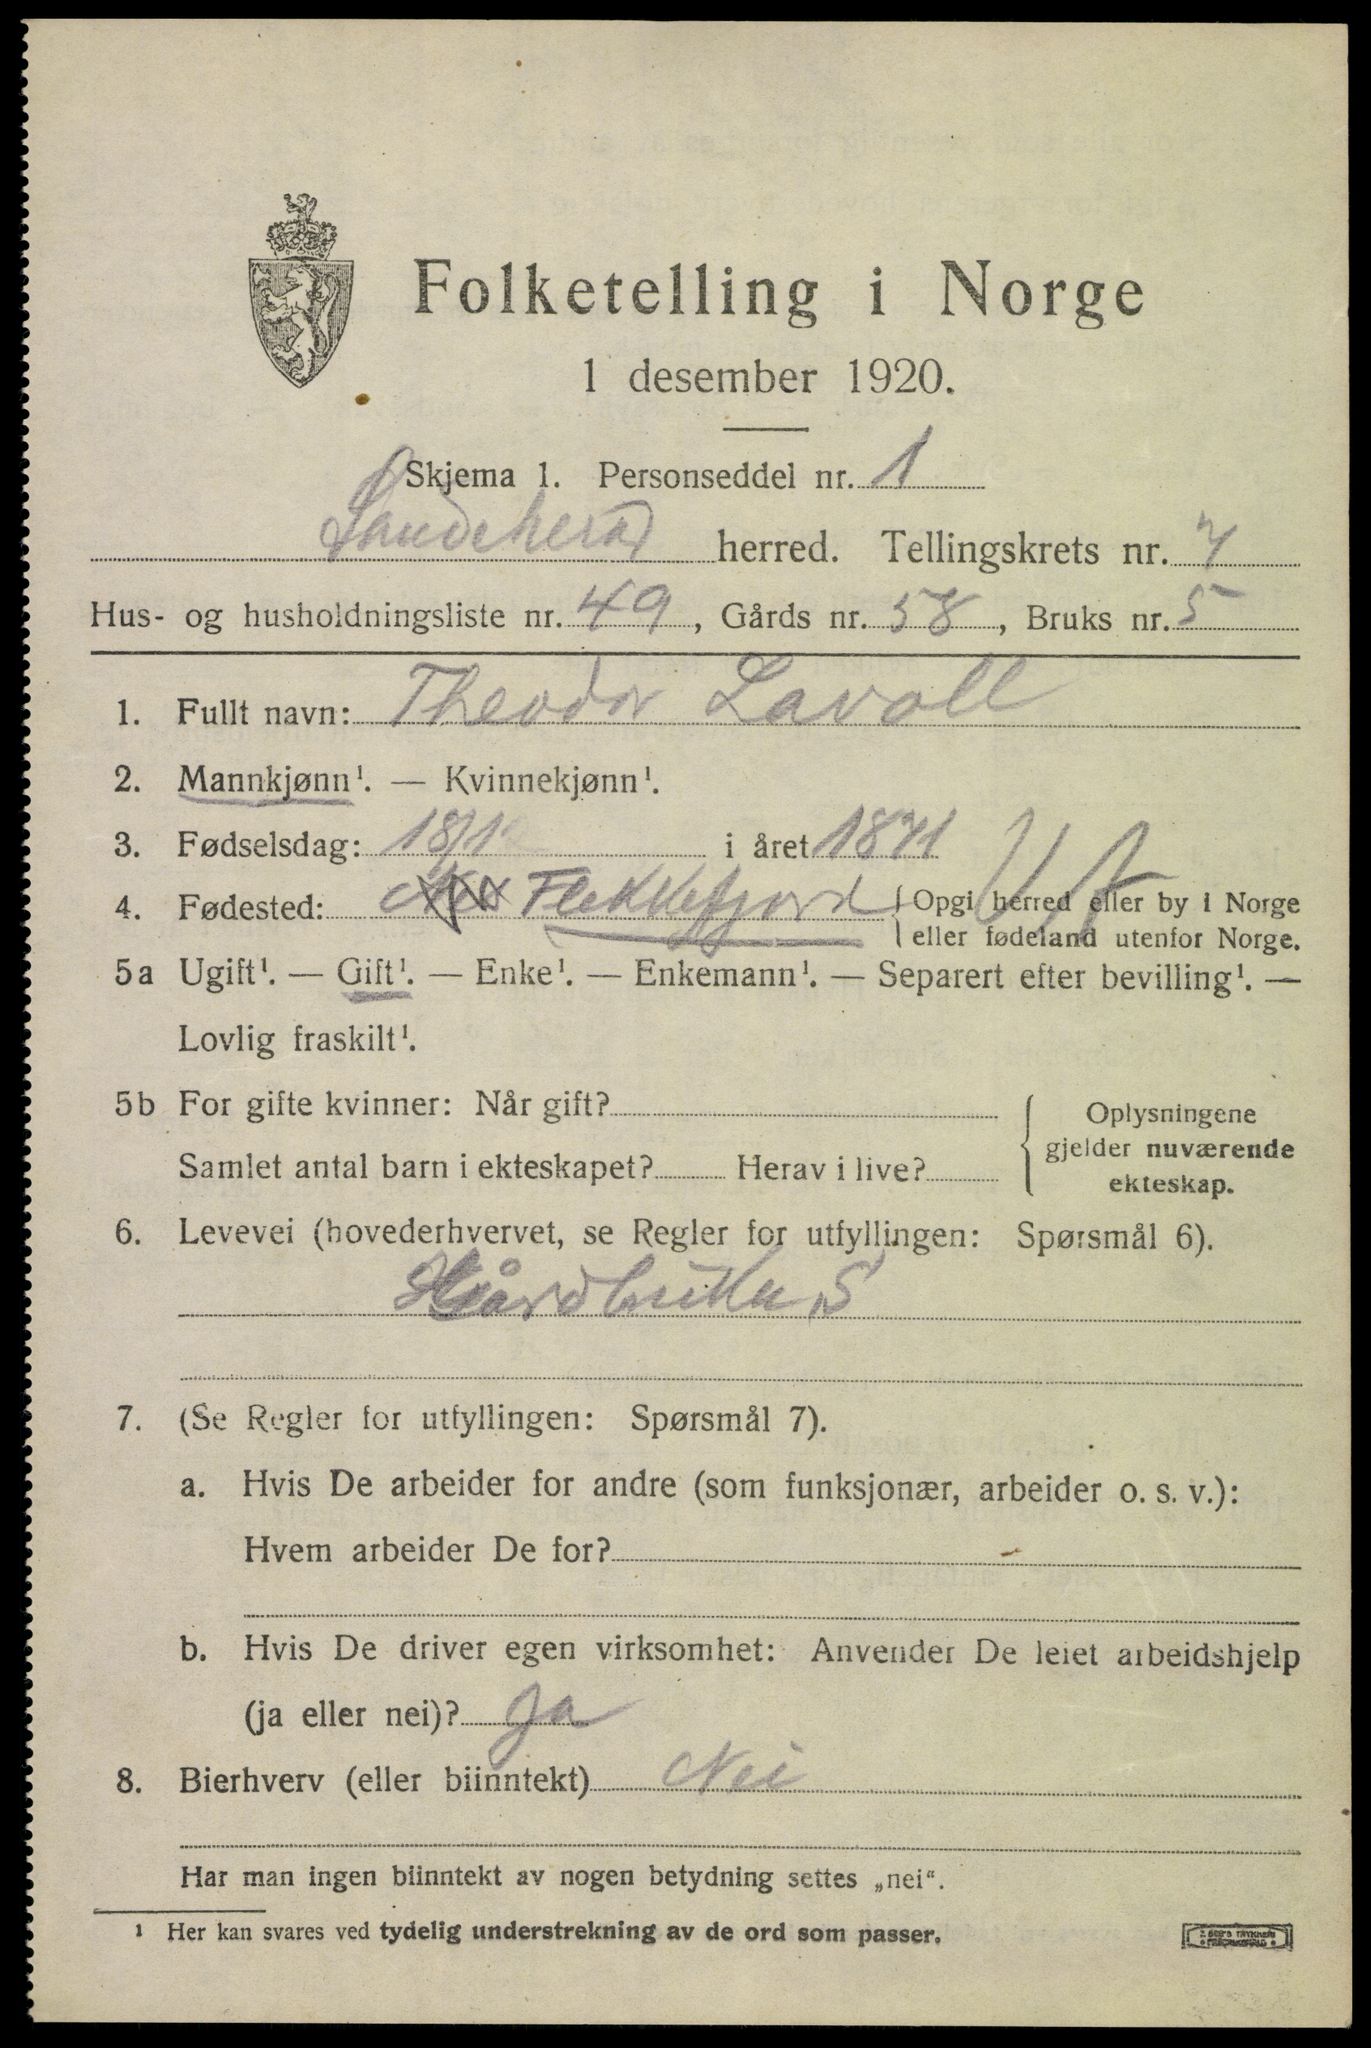 Folketelling i Norge
1 desember 1920.
Skjema 1. Personseddel nr. 1
Sandeherad herred. Tellingskrets nr. 7
Hus- og husholdningsliste nr. 49, Gårds nr. 58, Bruks nr. 5
1. Fullt navn: Theodor Lavoll
2. Mannkjønn¹. — Kvinnekjønn¹.
3. Fødselsdag: 18/12 i året 1871
4. Fødested: Flekkefjord { Opgi herred eller by i Norge
eller fødeland utenfor Norge.
5a Ugift¹. — Gift¹. — Enke¹. — Enkemann¹. — Separert efter bevilling¹. —
Lovlig fraskilt¹.
5b For gifte kvinner: Når gift?
Samlet antal barn i ekteskapet? Herav i live?
{ Oplysningene
gjelder nuværende
ekteskap.
6. Levevei (hovederhvervet, se Regler for utfyllingen: Spørsmål 6).
Gårdbruker, S
7. (Se Regler for utfyllingen: Spørsmål 7).
a. Hvis De arbeider for andre (som funksjonær, arbeider o. s. v.):
Hvem arbeider De for?
b. Hvis De driver egen virksomhet: Anvender De leiet arbeidshjelp
(ja eller nei)? Ja
8. Bierhverv (eller biinntekt) Nei
Har man ingen biinntekt av nogen betydning settes „nei“.
¹ Her kan svares ved tydelig understrekning av de ord som passer.